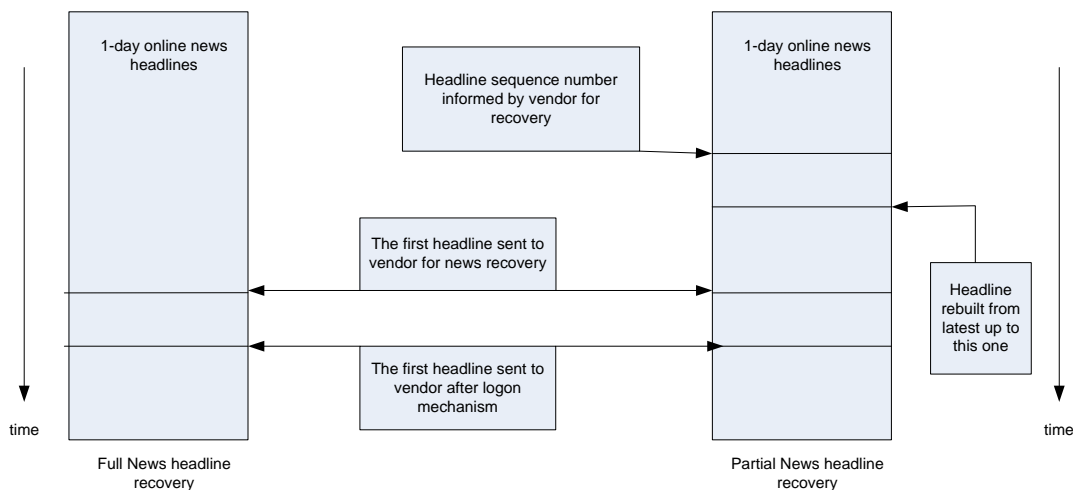 1-day online news
headlines
Headline sequence number
informed by vendor for
recovery
1-day online news
headlines
The first headline sent to
vendor for news recovery
Headline
rebuilt from
latest up to
this one
The first headline sent to
vendor after logon
mechanism
time
time
Full News headline
recovery
Partial News headline
recovery